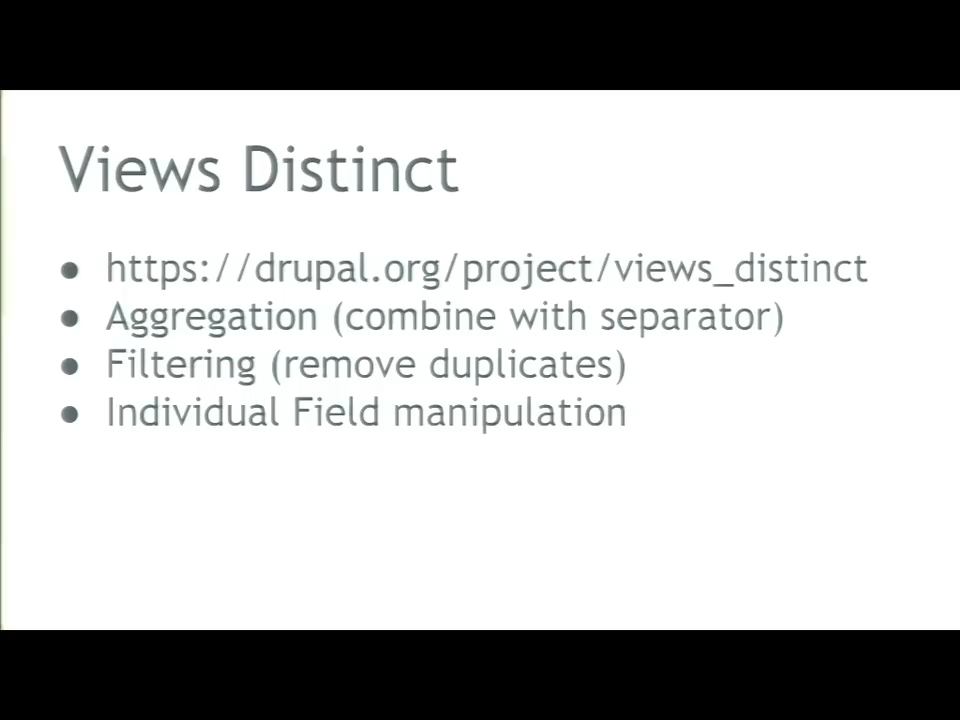 Views Distinct
● https://drupal.org/project/views_distinct
● Aggregation (combine with separator)
● Filtering (remove duplicates)
● Individual Field manipulation